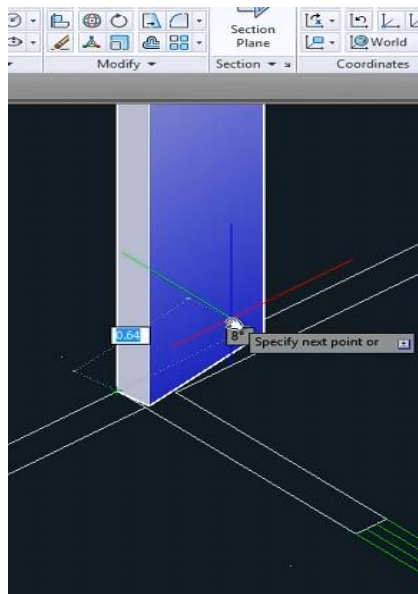 Section
Plane
World
Modify
Section
Coordinates
0.64
8°
Specify next point or